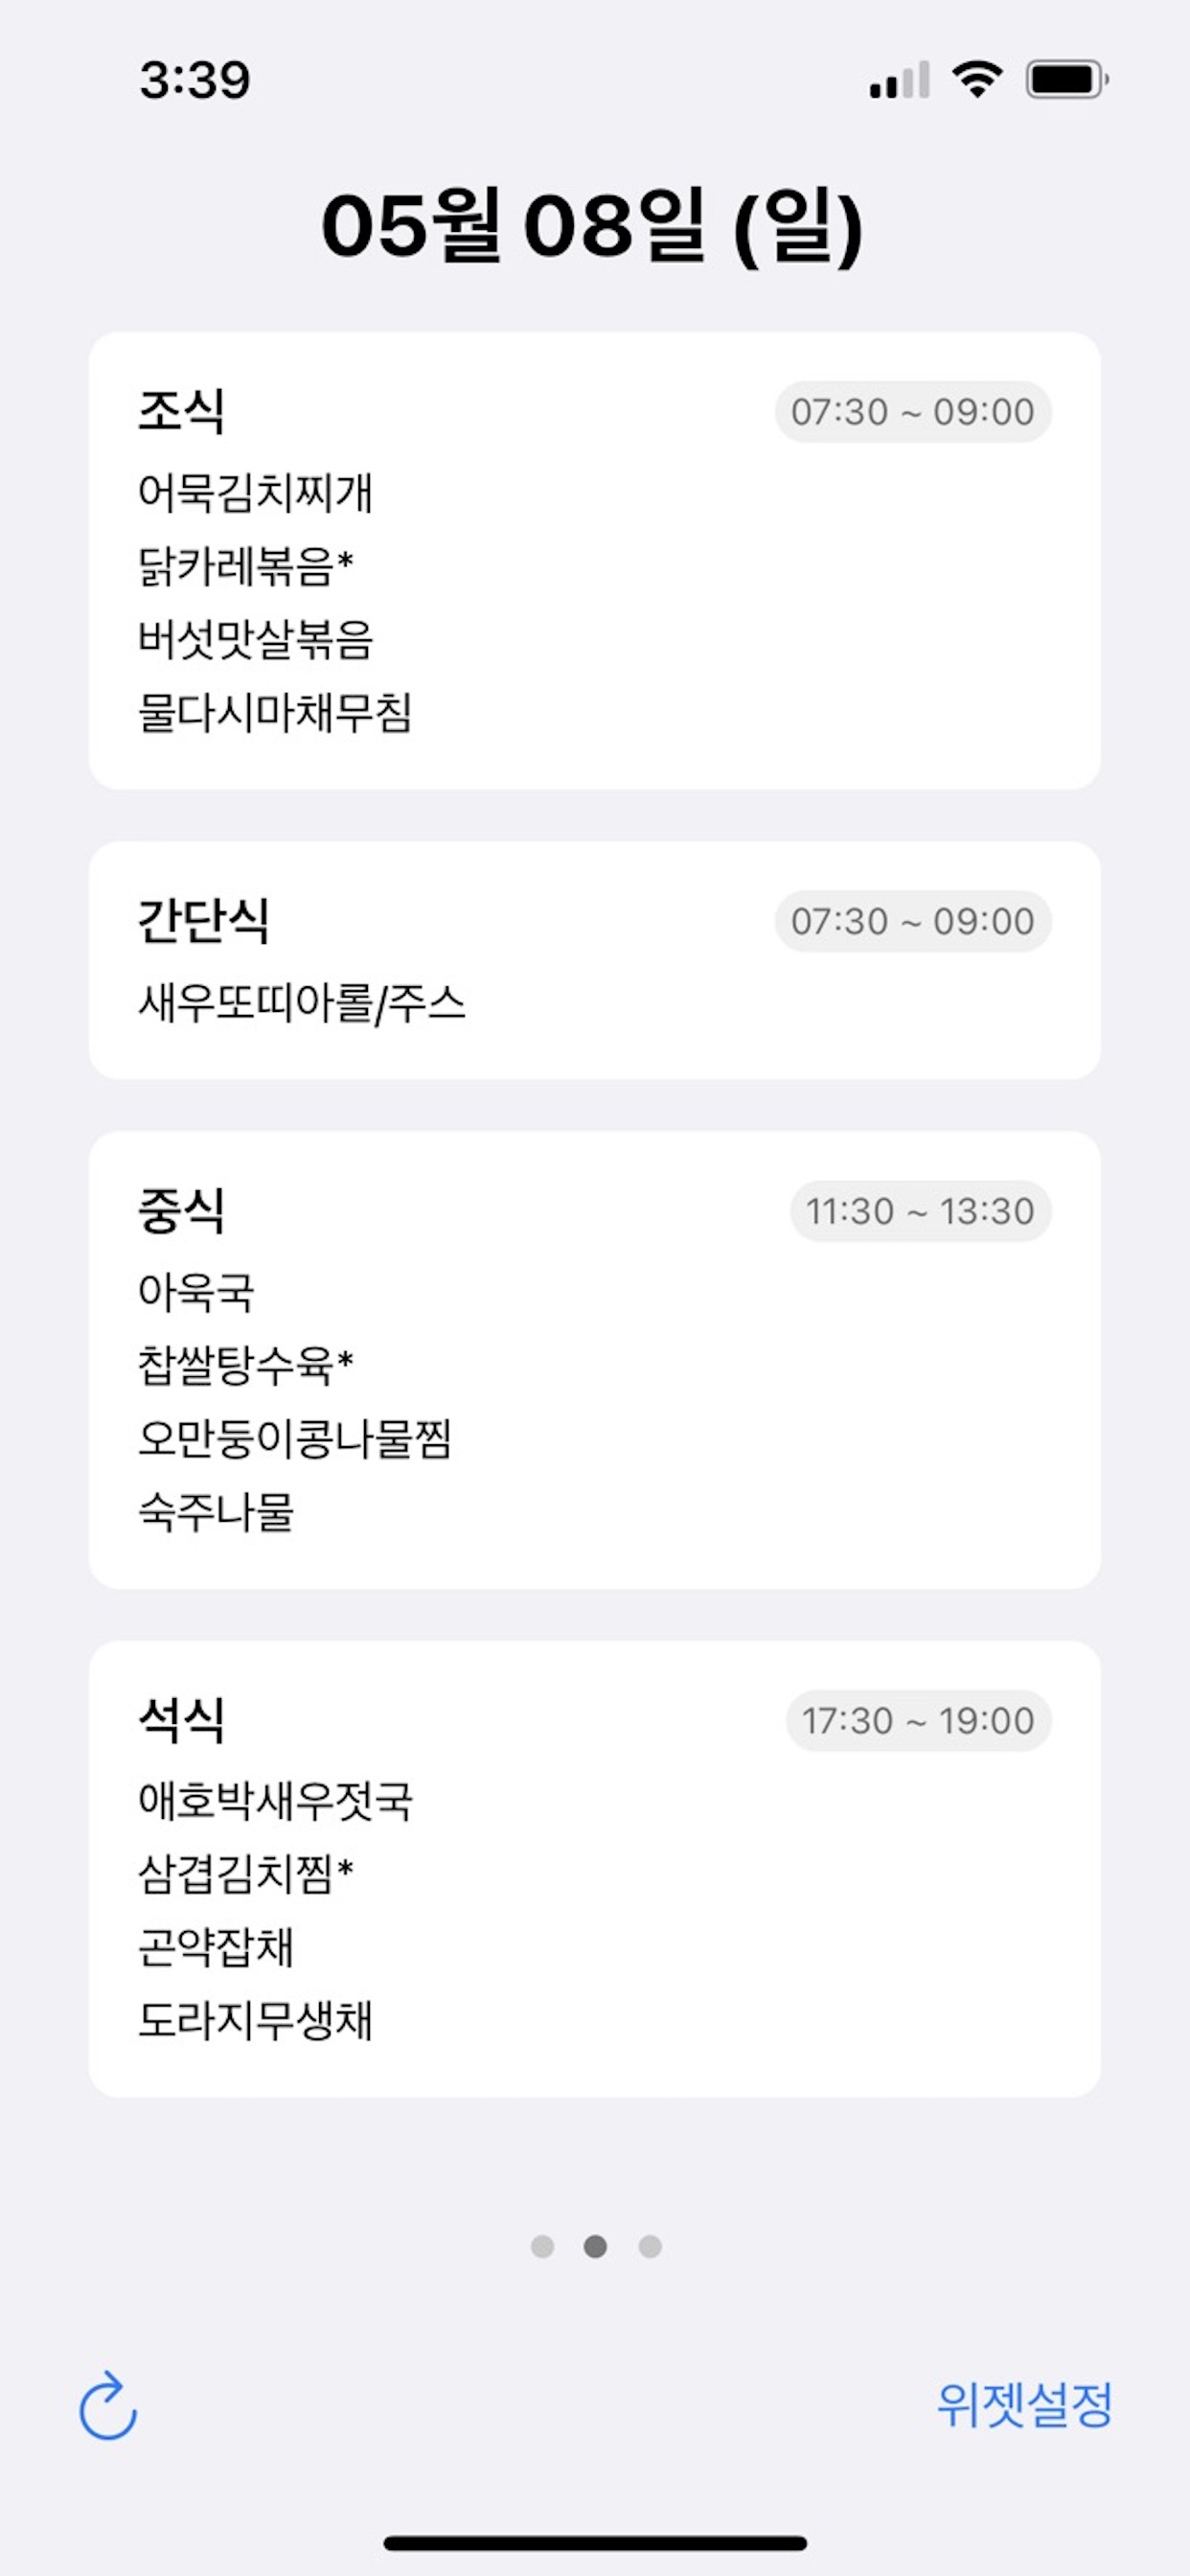 3:39
05월 08일 (일)
조식
07:30 ~ 09:00
어묵김치찌개
닭카레볶음*
버섯맛살볶음
물다시마채무침
간단식
07:30 ~ 09:00
새우또띠아롤/주스
중식
11:30 ~ 13:30
아욱국
찹쌀탕수육*
오만둥이콩나물찜
숙주나물
석식
17:30 ~ 19:00
애호박새우젓국
삼겹김치찜*
곤약잡채
도라지무생채
위젯설정